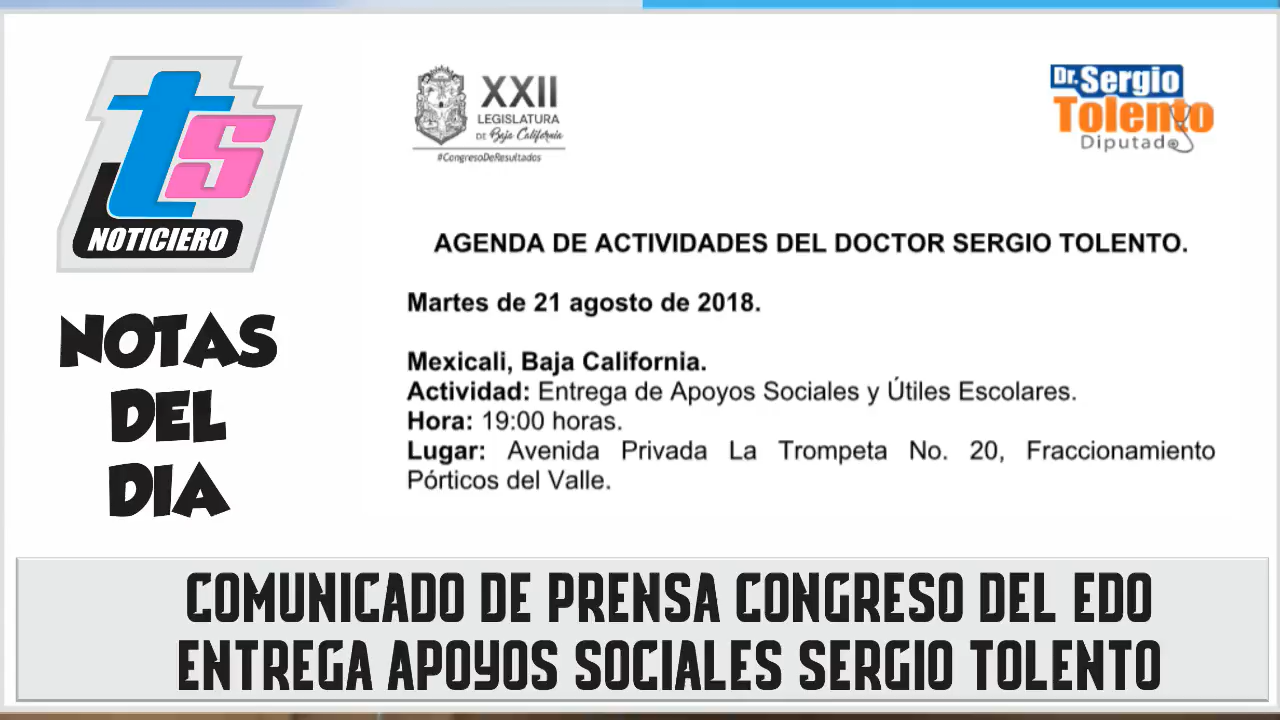 ts
NOTICIERO
NOTAS
DEL
DIA
XXII
LEGISLATURA
DE Baja California
#CongresoDeResultados
Dr. Sergio
Tolento
Diputado
AGENDA DE ACTIVIDADES DEL DOCTOR SERGIO TOLENTO.
Martes de 21 agosto de 2018.
Mexicali, Baja California.
Actividad: Entrega de Apoyos Sociales y Útiles Escolares.
Hora: 19:00 horas.
Lugar: Avenida Privada La Trompeta No. 20, Fraccionamiento
Pórticos del Valle.
COMUNICADO DE PRENSA CONGRESO DEL EDO
ENTREGA APOYOS SOCIALES SERGIO TOLENTO